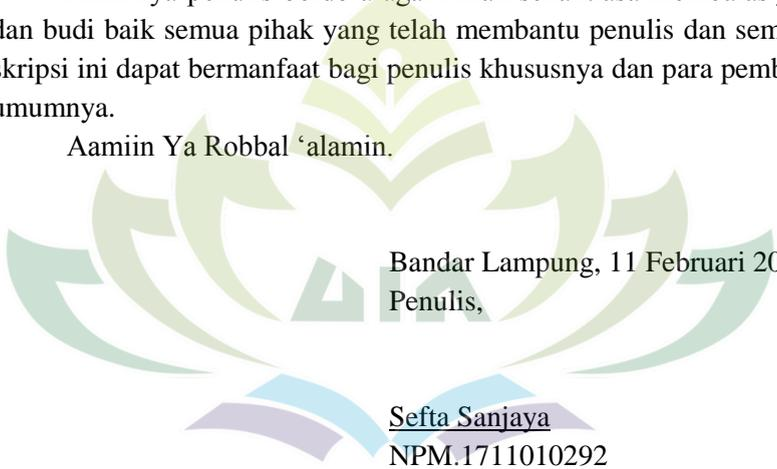 dan budi baik semua pihak yang telah membantu penulis dan sem
skripsi ini dapat bermanfaat bagi penulis khususnya dan para pemb
umumnya.
Aamiin Ya Robbal ‘alamin.
Bandar Lampung, 11 Februari 20
Penulis,
Sefta Sanjaya
NPM.1711010292